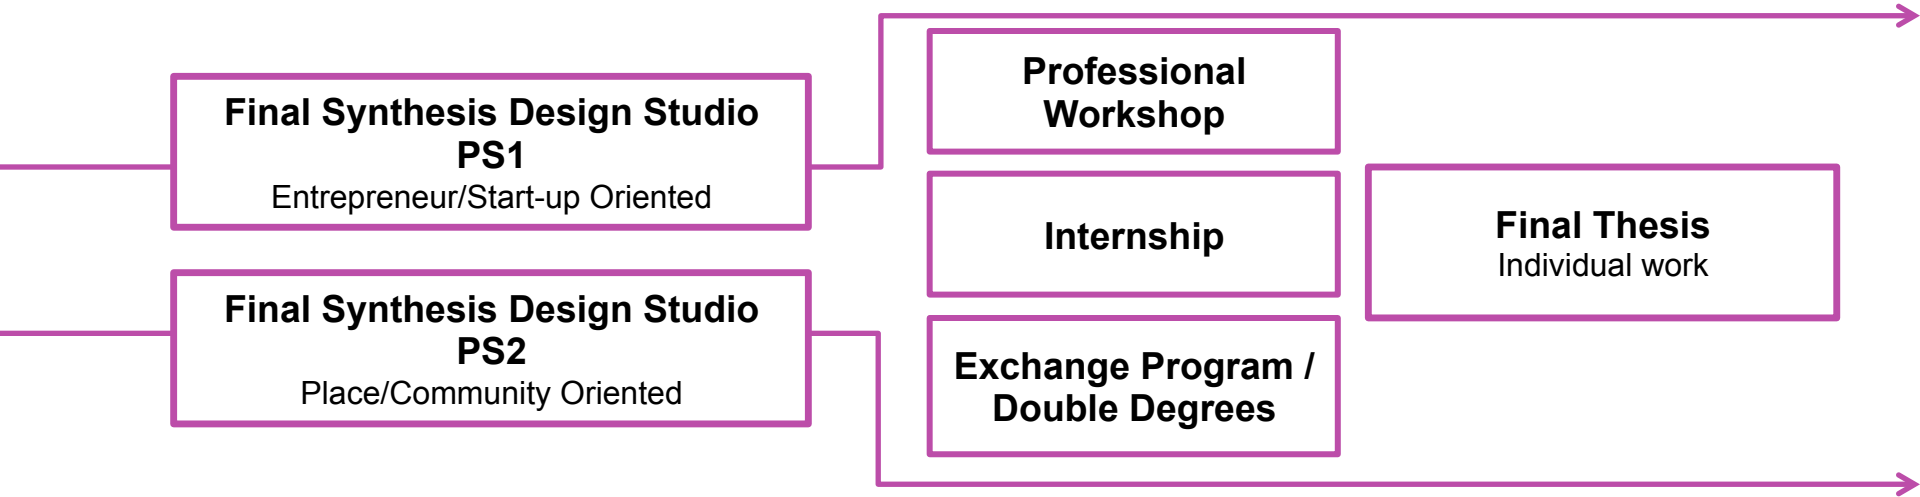 Final Synthesis Design Studio
PS1
Entrepreneur/Start-up Oriented
Final Synthesis Design Studio
PS2
Place/Community Oriented
Professional
Workshop
Internship
Exchange Program /
Double Degrees
Final Thesis
Individual work